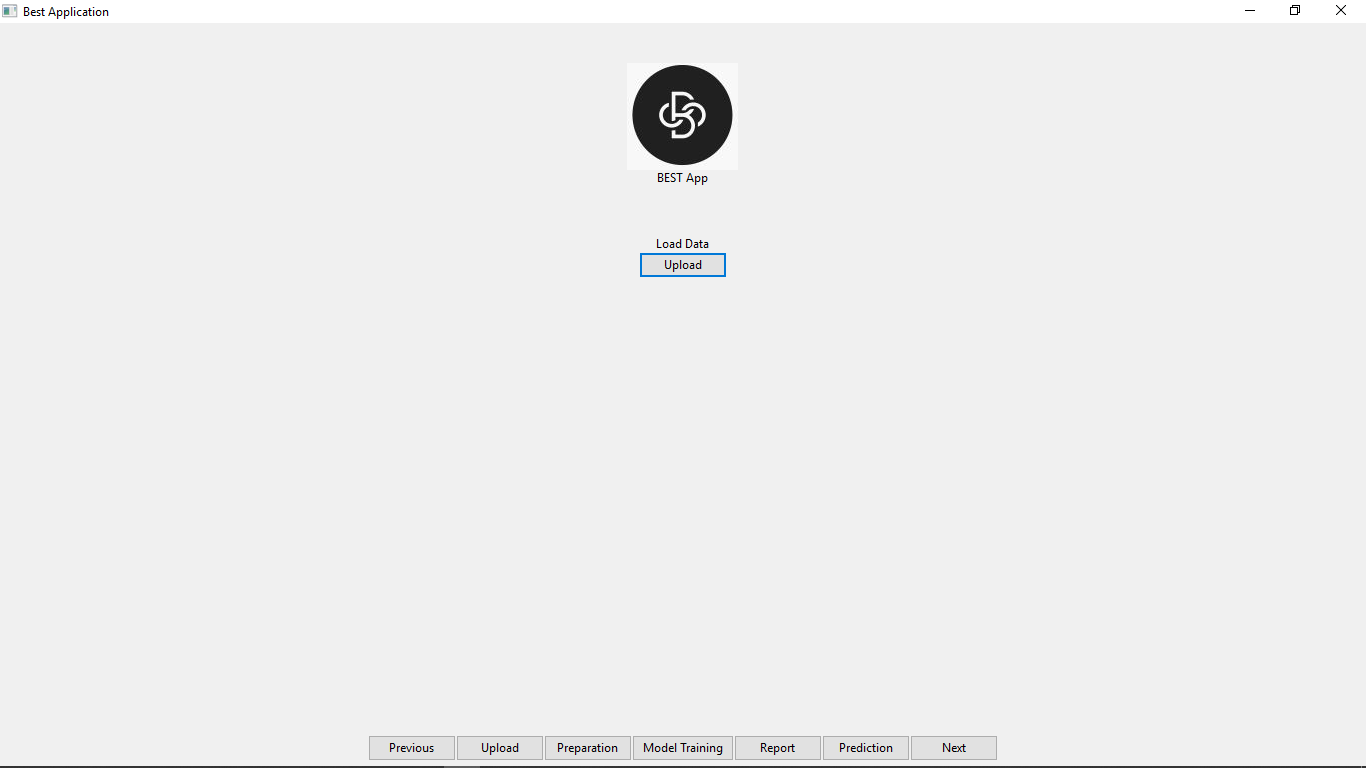 Best Application
BEST App
Load Data
Upload
Previous Upload Preparation Model Training Report Prediction Next